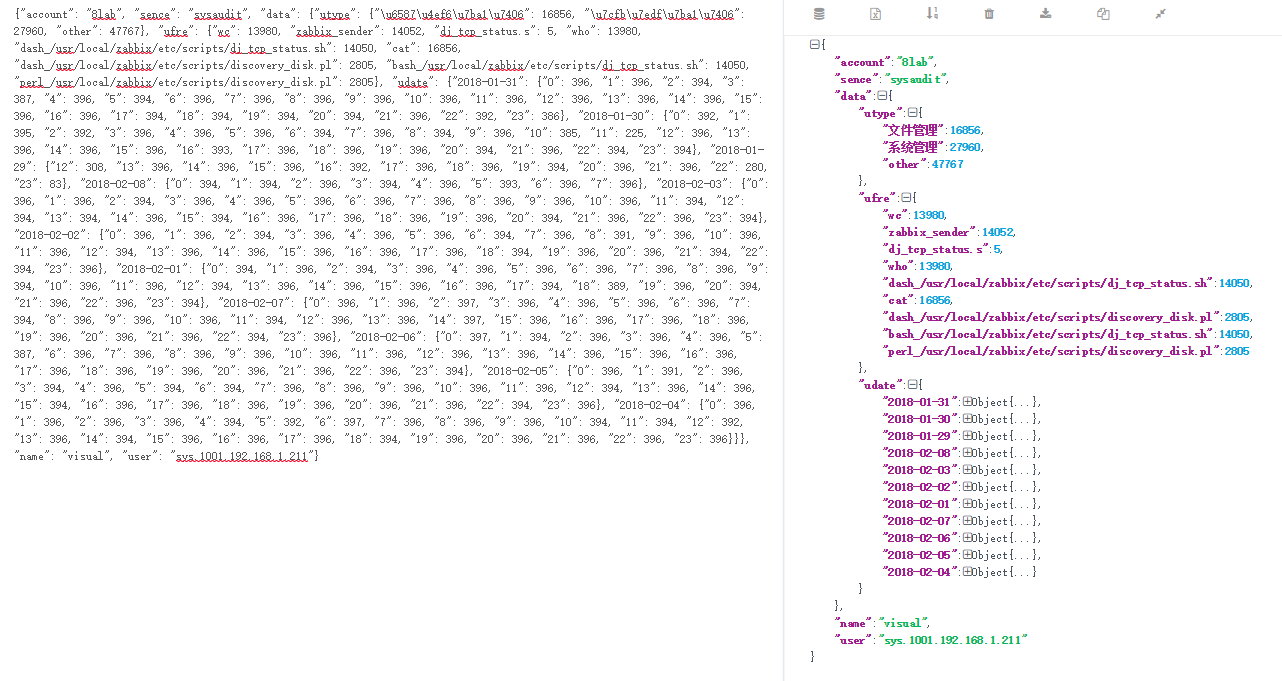 {"account": "8lab", "sence": "sysaudit", "data": {"utype": {"\u6587\u4ef6\u7ba1\u7406": 16856, "\u7cfb\u7edf\u7ba1\u7406":
27960, "other": 47767}, "ufre": {"wc": 13980, "zabbix_sender": 14052, "dj_tcp_status.s": 5, "who": 13980,
"dash_/usr/local/zabbix/etc/scripts/dj_tcp_status.sh": 14050, "cat": 16856,
"dash_/usr/local/zabbix/etc/scripts/discovery_disk.pl": 2805, "bash_/usr/local/zabbix/etc/scripts/dj_tcp_status.sh": 14050,
"perl_/usr/local/zabbix/etc/scripts/discovery_disk.pl": 2805}, "udate": {"2018-01-31": {"0": 396, "1": 396, "2": 394, "3":
387, "4": 396, "5": 394, "6": 396, "7": 396, "8": 396, "9": 396, "10": 396, "11": 396, "12": 396, "13": 396, "14": 396, "15":
396, "16": 396, "17": 394, "18": 394, "19": 394, "20": 394, "21": 396, "22": 392, "23": 386}, "2018-01-30": {"0": 392, "1":
395, "2": 392, "3": 396, "4": 396, "5": 396, "6": 394, "7": 396, "8": 394, "9": 396, "10": 385, "11": 225, "12": 396, "13":
396, "14": 396, "15": 396, "16": 393, "17": 396, "18": 396, "19": 396, "20": 394, "21": 396, "22": 394, "23": 394}, "2018-01-
29": {"12": 308, "13": 396, "14": 396, "15": 396, "16": 392, "17": 396, "18": 396, "19": 394, "20": 396, "21": 396, "22": 280,
"23": 83}, "2018-02-08": {"0": 394, "1": 394, "2": 396, "3": 394, "4": 396, "5": 393, "6": 396, "7": 396}, "2018-02-03": {"0":
396, "1": 396, "2": 394, "3": 396, "4": 396, "5": 396, "6": 396, "7": 396, "8": 396, "9": 396, "10": 396, "11": 394, "12":
394, "13": 394, "14": 396, "15": 394, "16": 396, "17": 396, "18": 396, "19": 396, "20": 394, "21": 396, "22": 396, "23": 394},
"2018-02-02": {"0": 396, "1": 396, "2": 394, "3": 396, "4": 396, "5": 396, "6": 394, "7": 396, "8": 391, "9": 396, "10": 396,
"11": 396, "12": 394, "13": 396, "14": 396, "15": 396, "16": 396, "17": 396, "18": 394, "19": 396, "20": 396, "21": 394, "22":
394, "23": 396}, "2018-02-01": {"0": 394, "1": 396, "2": 394, "3": 396, "4": 396, "5": 396, "6": 396, "7": 396, "8": 396, "9":
394, "10": 396, "11": 396, "12": 394, "13": 396, "14": 396, "15": 396, "16": 396, "17": 394, "18": 389, "19": 396, "20": 394,
"21": 396, "22": 396, "23": 394}, "2018-02-07": {"0": 396, "1": 396, "2": 397, "3": 396, "4": 396, "5": 396, "6": 396, "7":
394, "8": 396, "9": 396, "10": 396, "11": 394, "12": 396, "13": 396, "14": 397, "15": 396, "16": 396, "17": 396, "18": 396,
"19": 396, "20": 396, "21": 396, "22": 394, "23": 396}, "2018-02-06": {"0": 397, "1": 394, "2": 396, "3": 396, "4": 396, "5":
387, "6": 396, "7": 396, "8": 396, "9": 396, "10": 396, "11": 396, "12": 396, "13": 396, "14": 396, "15": 396, "16": 396,
"17": 396, "18": 396, "19": 396, "20": 396, "21": 396, "22": 396, "23": 394}, "2018-02-05": {"0": 396, "1": 391, "2": 396,
"3": 394, "4": 396, "5": 394, "6": 394, "7": 396, "8": 396, "9": 396, "10": 396, "11": 396, "12": 394, "13": 396, "14": 396,
"15": 394, "16": 396, "17": 396, "18": 396, "19": 396, "20": 396, "21": 396, "22": 394, "23": 396}, "2018-02-04": {"0": 396,
"1": 396, "2": 396, "3": 396, "4": 394, "5": 392, "6": 397, "7": 396, "8": 396, "9": 396, "10": 394, "11": 394, "12": 392,
"13": 396, "14": 394, "15": 396, "16": 396, "17": 396, "18": 394, "19": 396, "20": 396, "21": 396, "22": 396, "23": 396}}},
"name": "visual", "user": "sys.1001.192.168.1.211"}
{
"account":"8lab",
"sence":"sysaudit",
"data":{
"utype":{
"文件管理":16856,
"系统管理":27960,
"other":47767
},
"ufre":{
"wc":13980,
"zabbix_sender":14052,
"dj_tcp_status.s":5,
"who":13980,
"dash_/usr/local/zabbix/etc/scripts/dj_tcp_status.sh":14050,
"cat":16856,
"dash_/usr/local/zabbix/etc/scripts/discovery_disk.pl":2805,
"bash_/usr/local/zabbix/etc/scripts/dj_tcp_status.sh":14050,
"perl_/usr/local/zabbix/etc/scripts/discovery_disk.pl":2805
},
"udate":{
"2018-01-31":Object{...},
"2018-01-30":Object{...},
"2018-01-29":Object{...},
"2018-02-08":Object{...},
"2018-02-03":Object{...},
"2018-02-02":Object{...},
"2018-02-01":Object{...},
"2018-02-07":Object{...},
"2018-02-06":Object{...},
"2018-02-05":Object{...},
"2018-02-04":Object{...}
}
},
"name":"visual",
"user":"sys.1001.192.168.1.211"
}